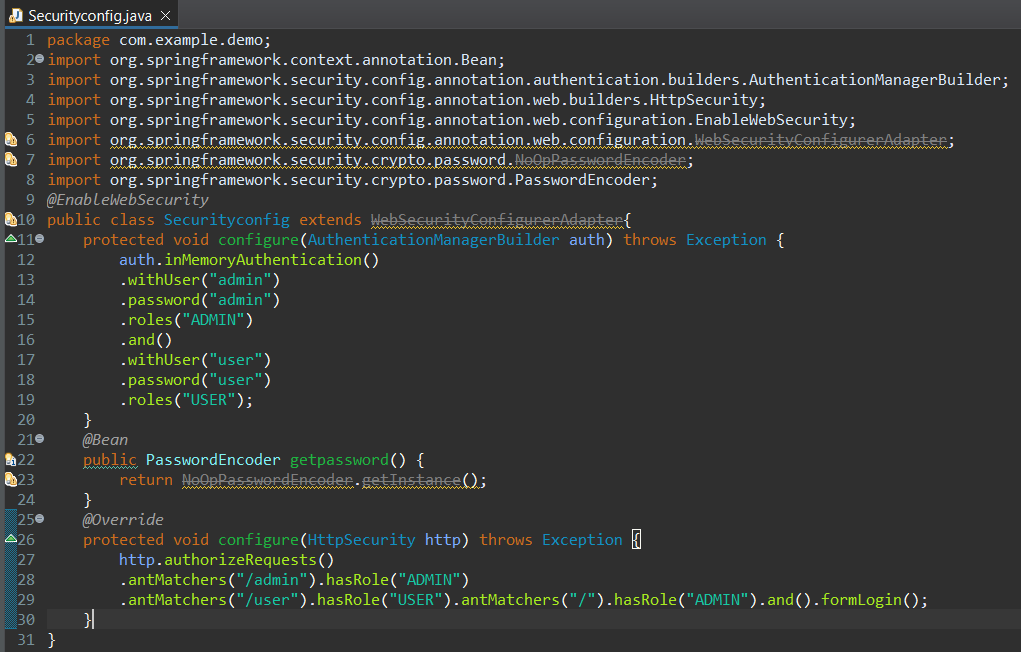 Securityconfig.java
1 package com.example.demo;
2 import org.springframework.context.annotation.Bean;
3 import org.springframework.security.config.annotation.authentication.builders.AuthenticationManagerBuilder;
4 import org.springframework.security.config.annotation.web.builders.HttpSecurity;
5 import org.springframework.security.config.annotation.web.configuration.EnableWebSecurity;
6 import org.springframework.security.config.annotation.web.configuration.WebSecurityConfigurerAdapter;
7 import org.springframework.security.crypto.password.NoOpPasswordEncoder;
8 import org.springframework.security.crypto.password.PasswordEncoder;
9 @EnableWebSecurity
10 public class Securityconfig extends WebSecurityConfigurerAdapter{
11     protected void configure(AuthenticationManagerBuilder auth) throws Exception {
12         auth.inMemoryAuthentication()
13         .withUser("admin")
14         .password("admin")
15         .roles("ADMIN")
16         .and()
17         .withUser("user")
18         .password("user")
19         .roles("USER");
20     }
21     @Bean
22     public PasswordEncoder getpassword() {
23         return NoOpPasswordEncoder.getInstance();
24     }
25     @Override
26     protected void configure(HttpSecurity http) throws Exception {
27         http.authorizeRequests()
28         .antMatchers("/admin").hasRole("ADMIN")
29         .antMatchers("/user").hasRole("USER").antMatchers("/").hasRole("ADMIN").and().formLogin();
30     }
31 }